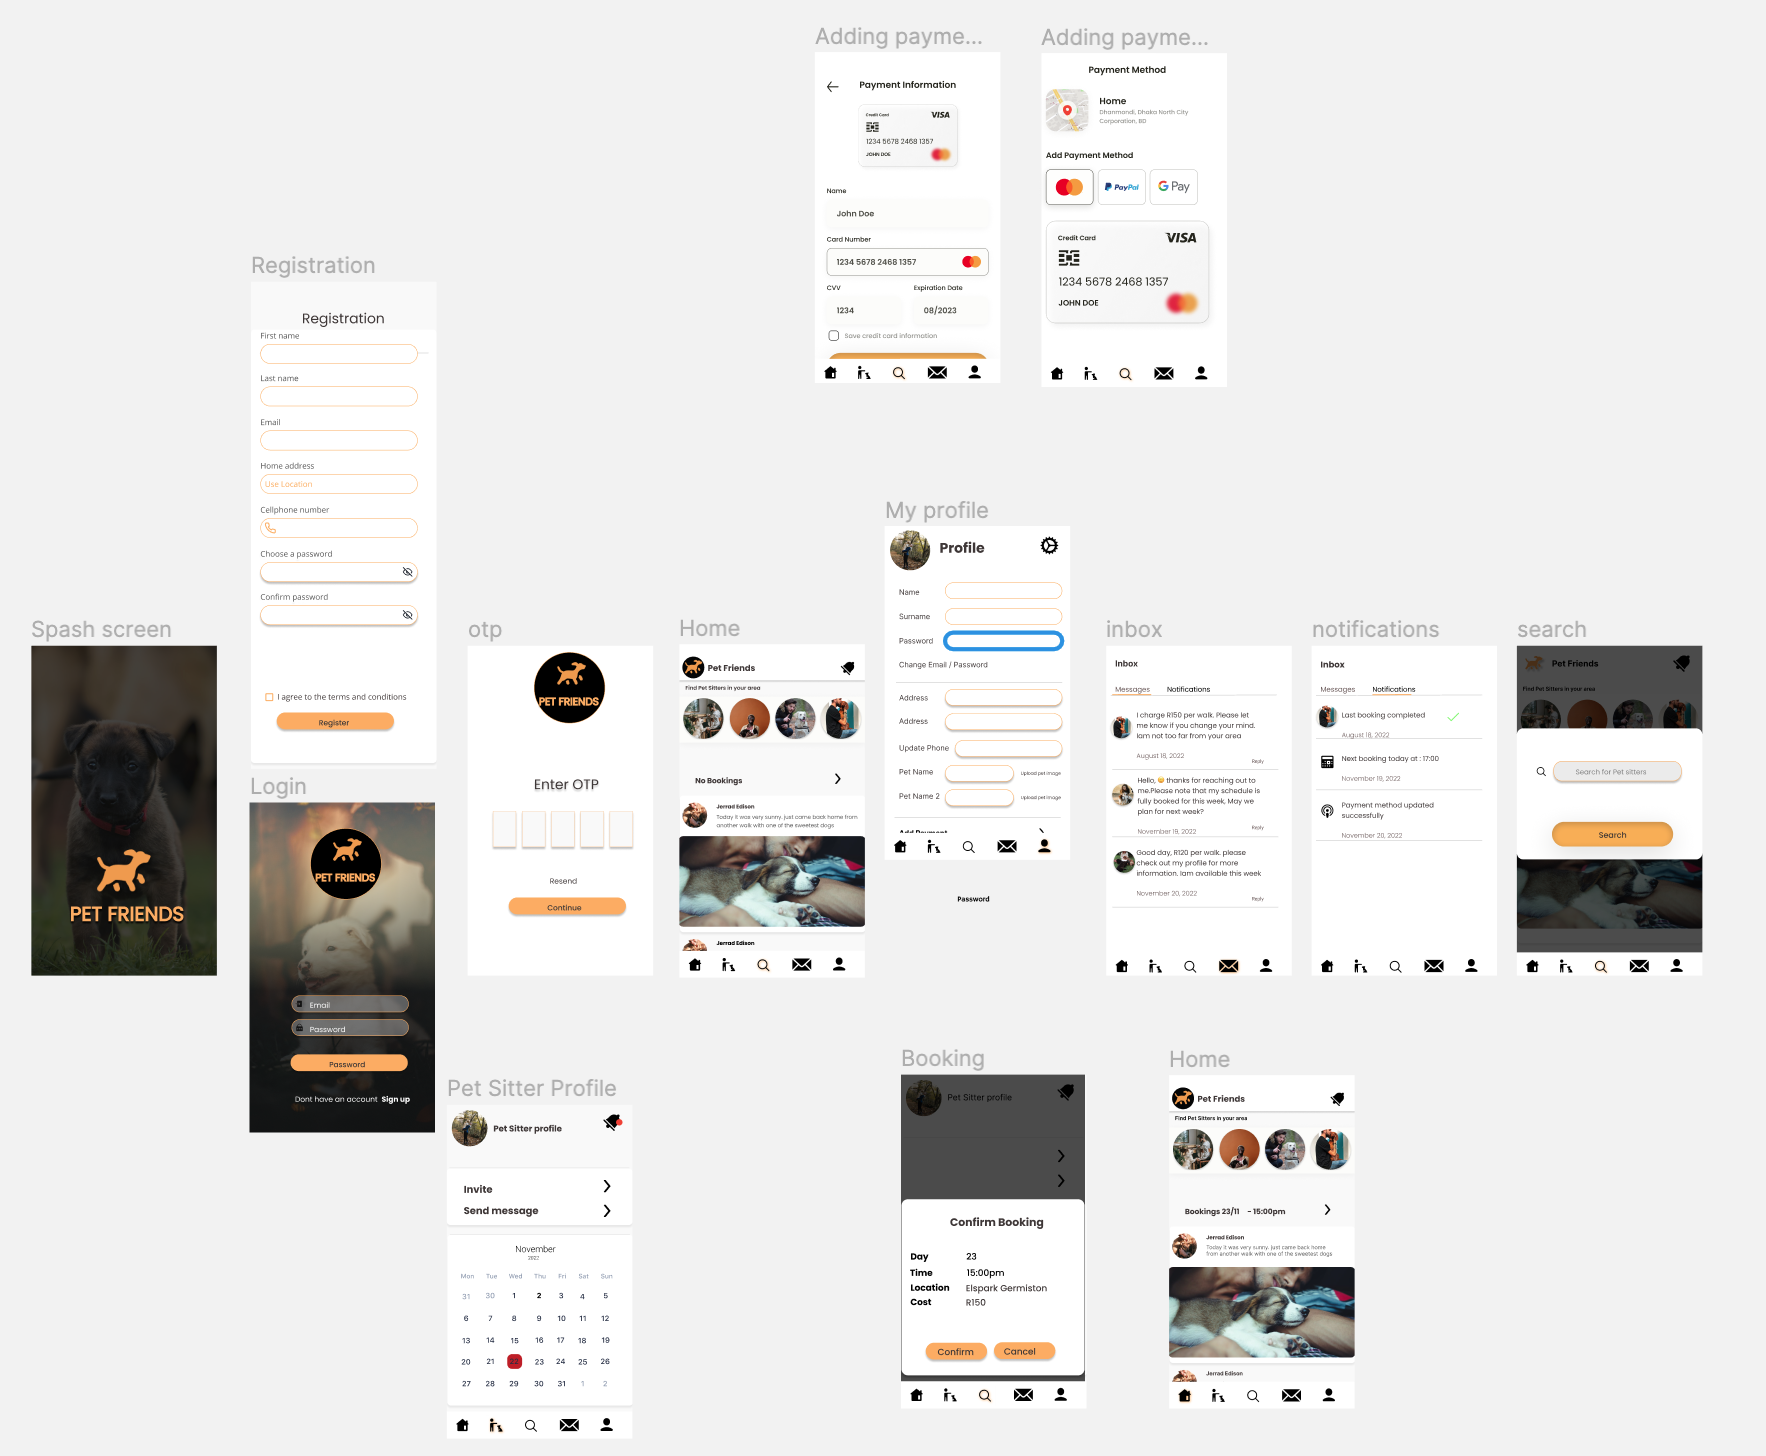 Adding payme...
Payment Information
Credit Card
VISA
1234 5678 2468 1357
JOHN DOE
Name
John Doe
Card Number
1234 5678 2468 1357
CVV
Expiration Date
1234
08/2023
Save credit card information
Adding payme...
Payment Method
Home
Dhanmondi, Dhaka North City
Corporation, BD
Add Payment Method
PayPal
G Pay
Credit Card
VISA
1234 5678 2468 1357
JOHN DOE
Registration
Registration
First name
Last name
Email
Home address
Use Location
Cellphone number
Choose a password
Confirm password
I agree to the terms and conditions
Register
Spash screen
PET FRIENDS
Login
PET FRIENDS
Email
Password
Password
Dont have an account Sign up
otp
PET FRIENDS
Enter OTP
Resend
Continue
Home
Pet Friends
Find Pet Sitters in your area
No Bookings
Jerrad Edison
Today it was very sunny. just came back home from
another walk with one of the sweetest dogs
Jerrad Edison
My profile
Profile
Name
Surname
Password
Change Email / Password
Address
Address
Update Phone
Pet Name
Upload pet image
Pet Name 2
Upload pet image
Add Payment
Password
inbox
Inbox
Messages
Notifications
I charge R150 per walk. Please let
me know if you change your mind.
Iam not too far from your area
August 18, 2022
Reply
Hello, 😊 thanks for reaching out to
me.Please note that my schedule is
fully booked for this week, May we
plan for next week?
November 19, 2022
Reply
Good day, R120 per walk. please
check out my profile for more
information. Iam available this week
November 20, 2022
Reply
notifications
Inbox
Messages
Notifications
Last booking completed
August 18, 2022
Next booking today at : 17:00
November 19, 2022
Payment method updated
successfully
November 20, 2022
search
Pet Friends
Find Pet Sitters in your area
Search for Pet sitters
Search
Pet Sitter Profile
Pet Sitter profile
Invite
Send message
November
2022
Mon Tue Wed Thu Fri Sat Sun
31 30 1 2 3 4 5
6 7 8 9 10 11 12
13 14 15 16 17 18 19
20 21 22 23 24 25 26
27 28 29 30 31 1 2
Booking
Pet Sitter profile
Confirm Booking
Day 23
Time 15:00pm
Location Elspark Germiston
Cost R150
Confirm
Cancel
Home
Pet Friends
Find Pet Sitters in your area
Bookings 23/11 - 15:00pm
Jerrad Edison
Today it was very sunny. just came back home
from another walk with one of the sweetest dogs
Jerrad Edison